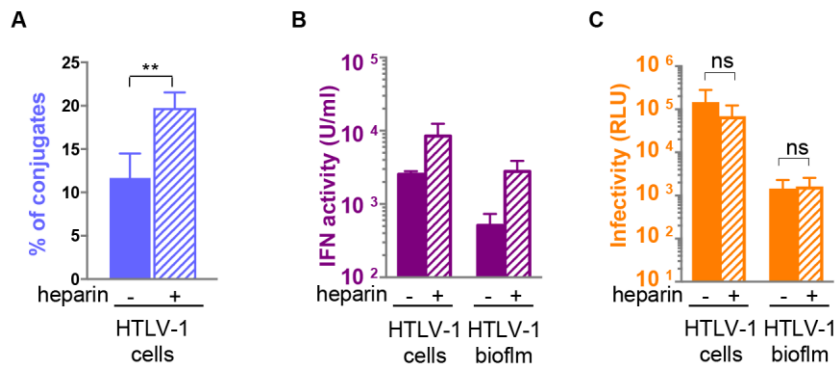 A
**
25
20
15
10
5
0
% of conjugates
heparin - +
HTLV-1
cells
B
10 5
10 4
10 3
10 2
IFN activity (U/ml)
heparin - + - +
HTLV-1 HTLV-1
cells bioflm
C
ns
ns
10 6
10 5
10 4
10 3
10 2
10 1
Infectivity (RLU)
heparin - + - +
HTLV-1 HTLV-1
cells bioflm